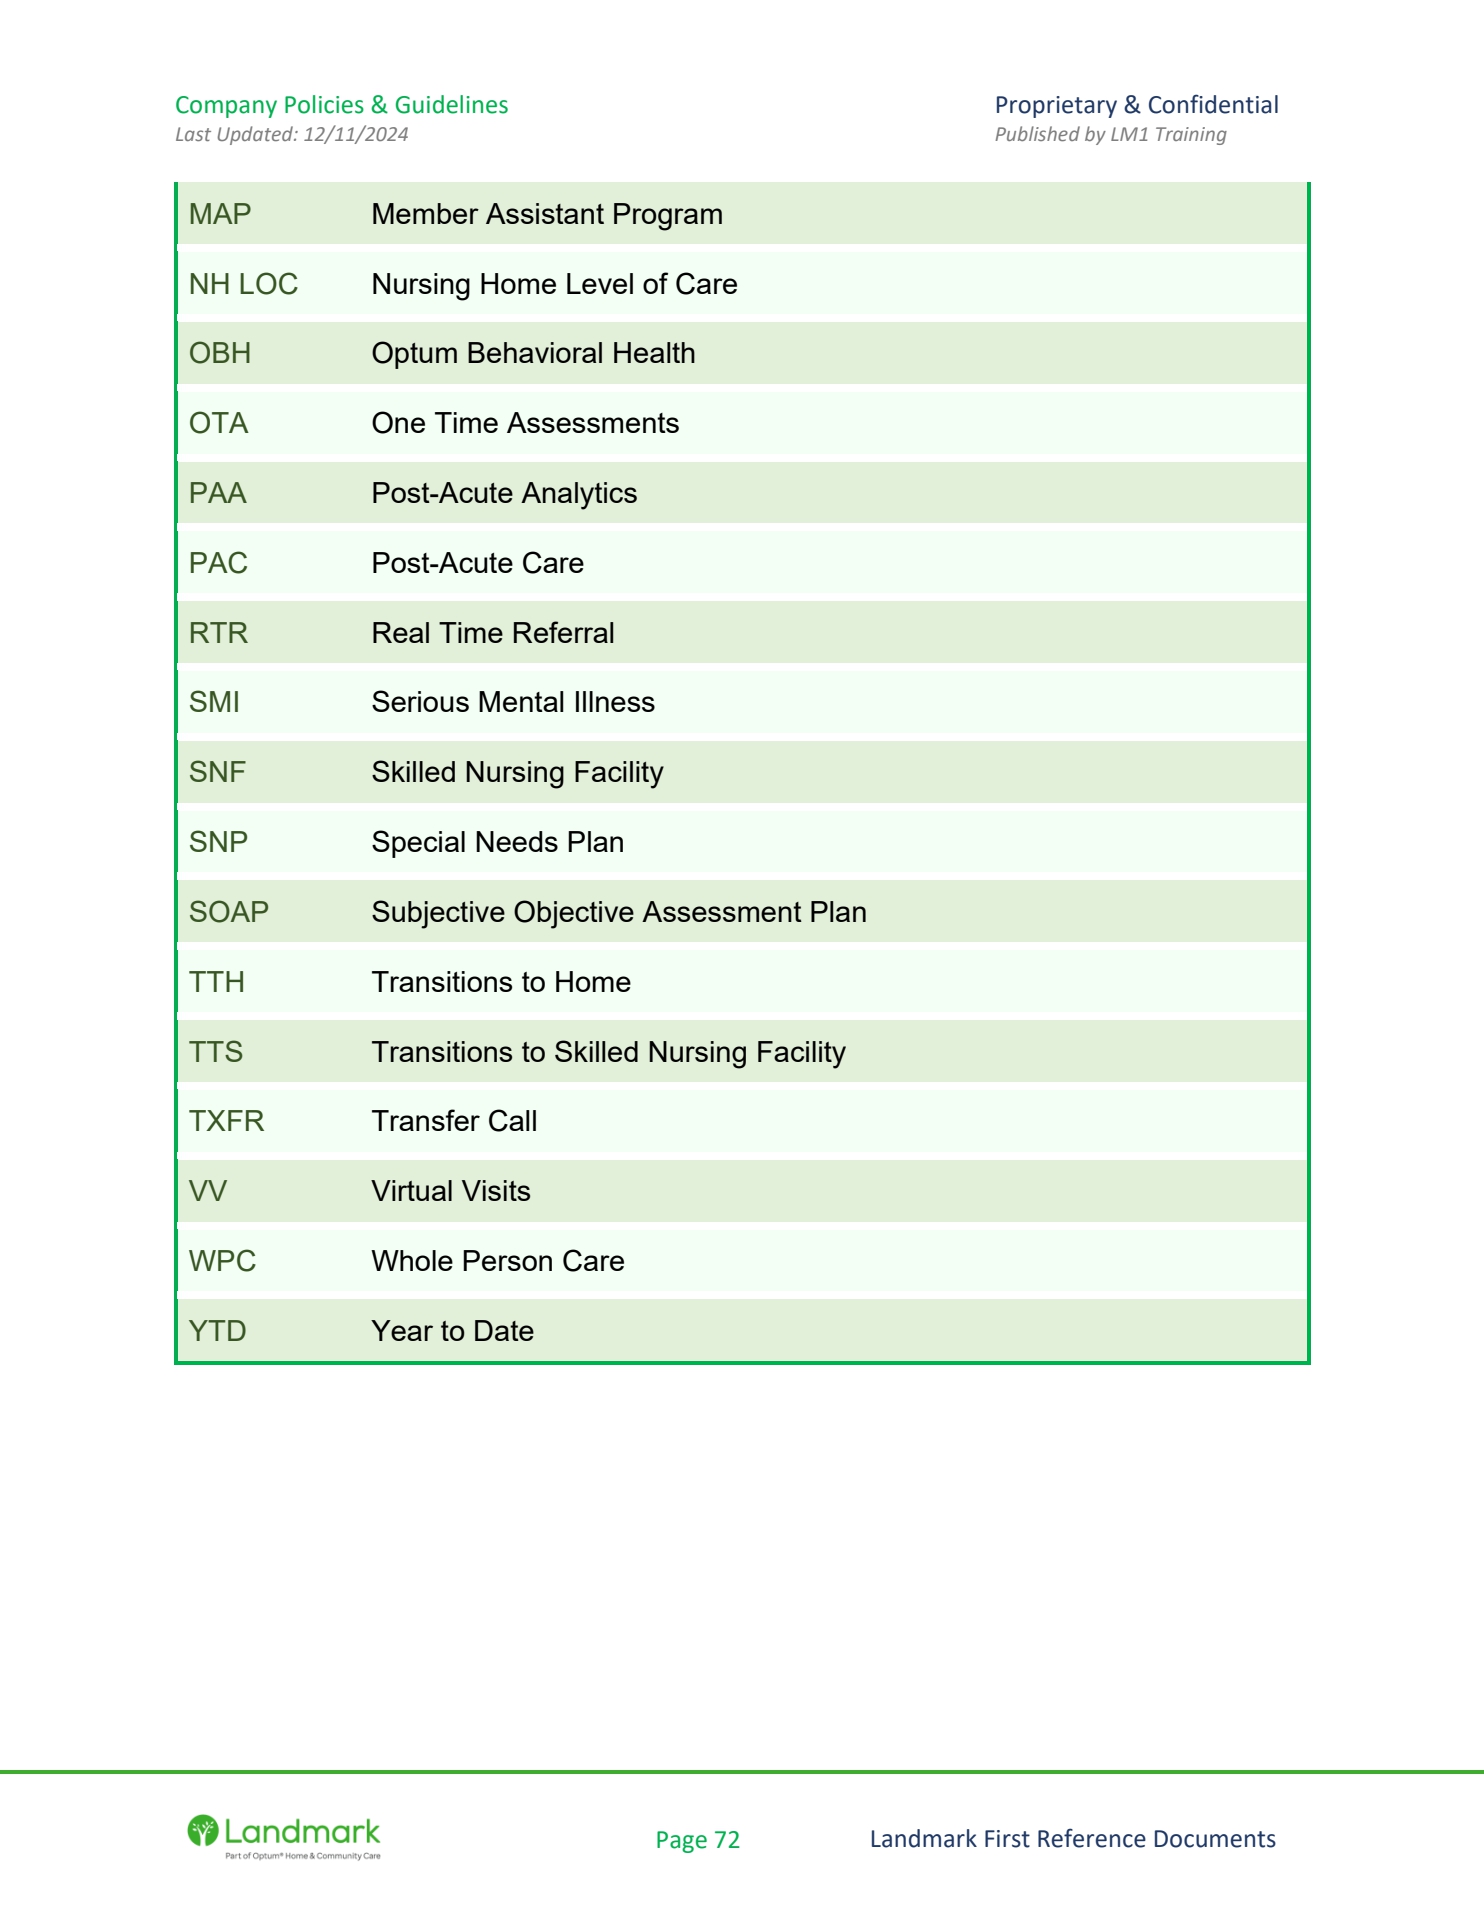 Company Policies & Guidelines
Proprietary & Confidential
Last Updated: 12/11/2024
Published by LM1 Training
MAP Member Assistant Program
NH LOC Nursing Home Level of Care
OBH Optum Behavioral Health
OTA One Time Assessments
PAA Post-Acute Analytics
PAC Post-Acute Care
RTR Real Time Referral
SMI Serious Mental Illness
SNF Skilled Nursing Facility
SNP Special Needs Plan
SOAP Subjective Objective Assessment Plan
TTH Transitions to Home
TTS Transitions to Skilled Nursing Facility
TXFR Transfer Call
VV Virtual Visits
WPC Whole Person Care
YTD Year to Date
Landmark
Part of Optum® Home & Community Care
Page 72
Landmark First Reference Documents